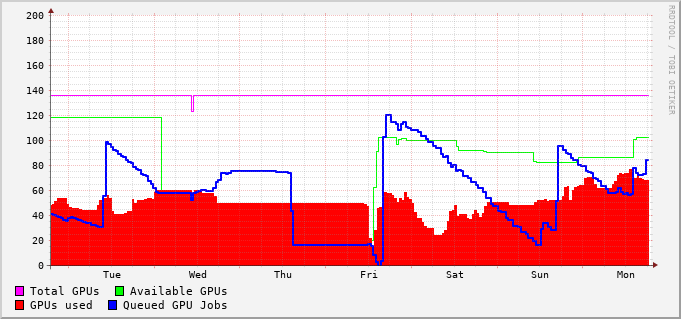 200
180
160
140
120
100
80
60
40
20
0
Tue Wed Thu Fri Sat Sun Mon
Total GPUs Available GPUs
GPUs used Queued GPU Jobs
RRDTOOL / TOBI OETIKER